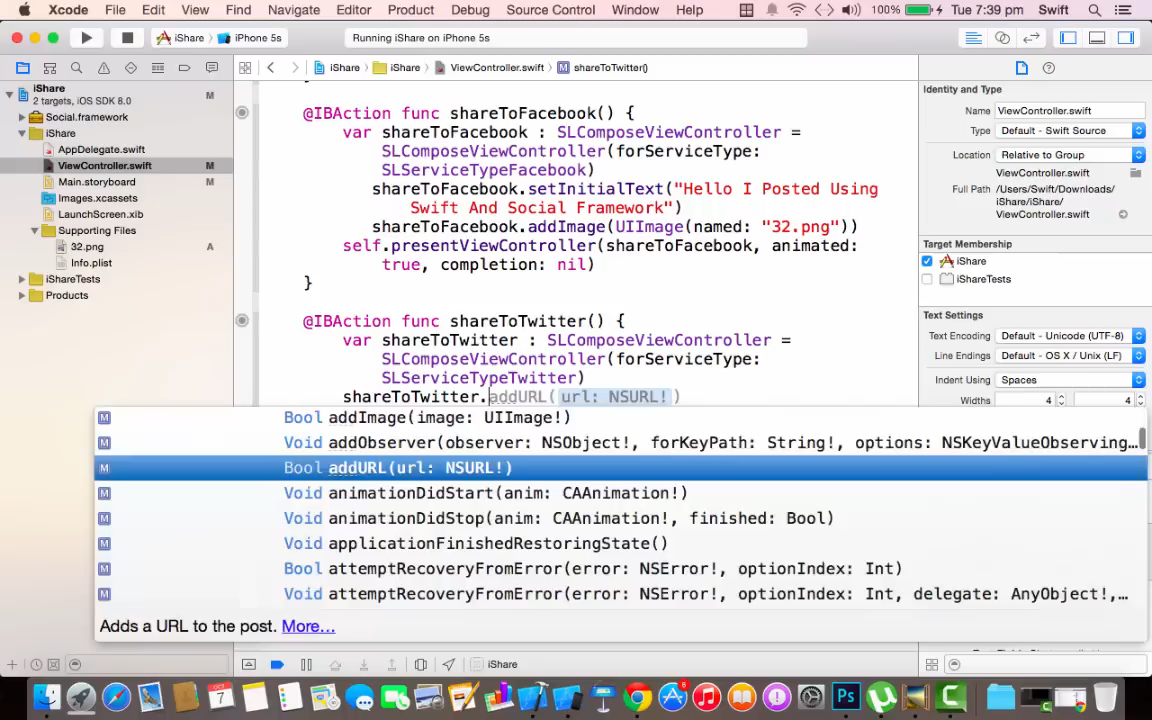 Xcode File Edit View Find Navigate Editor Product Debug Source Control Window Help 100% Tue 7:39 pm Swift
iShare iPhone 5s Running iShare on iPhone 5s
iShare iShare ViewController.swift shareToTwitter()
iShare M
2 targets, iOS SDK 8.0
Social.framework
iShare
AppDelegate.swift
ViewController.swift M
Main.storyboard M
Images.xcassets
LaunchScreen.xib
Supporting Files
32.png A
Info.plist
iShareTests
Products
@IBAction func shareToFacebook() {
var shareToFacebook : SLComposeViewController =
SLComposeViewController(forServiceType:
SLServiceTypeFacebook)
shareToFacebook.setInitialText("Hello I Posted Using
Swift And Social Framework")
shareToFacebook.addImage(UIImage(named: "32.png"))
self.presentViewController(shareToFacebook, animated:
true, completion: nil)
}
@IBAction func shareToTwitter() {
var shareToTwitter : SLComposeViewController =
SLComposeViewController(forServiceType:
SLServiceTypeTwitter)
shareToTwitter.addURL(url: NSURL!)
M Bool addImage(image: UIImage!)
M Void addObserver(observer: NSObject!, forKeyPath: String!, options: NSKeyValueObserving...
M Bool addURL(url: NSURL!)
M Void animationDidStart(anim: CAAnimation!)
M Void animationDidStop(anim: CAAnimation!, finished: Bool)
M Void applicationFinishedRestoringState()
M Bool attemptRecoveryFromError(error: NSError!, optionIndex: Int)
M Void attemptRecoveryFromError(error: NSError!, optionIndex: Int, delegate: AnyObject!,...
Adds a URL to the post. More...
Identity and Type
Name ViewController.swift
Type Default - Swift Source
Location Relative to Group
ViewController.swift
Full Path /Users/Swift/Downloads/
iShare/iShare/
ViewController.swift
Target Membership
iShare
iShareTests
Text Settings
Text Encoding Default - Unicode (UTF-8)
Line Endings Default - OS X / Unix (LF)
Indent Using Spaces
Widths 4 4
iShare
OCT
7
6
Ps